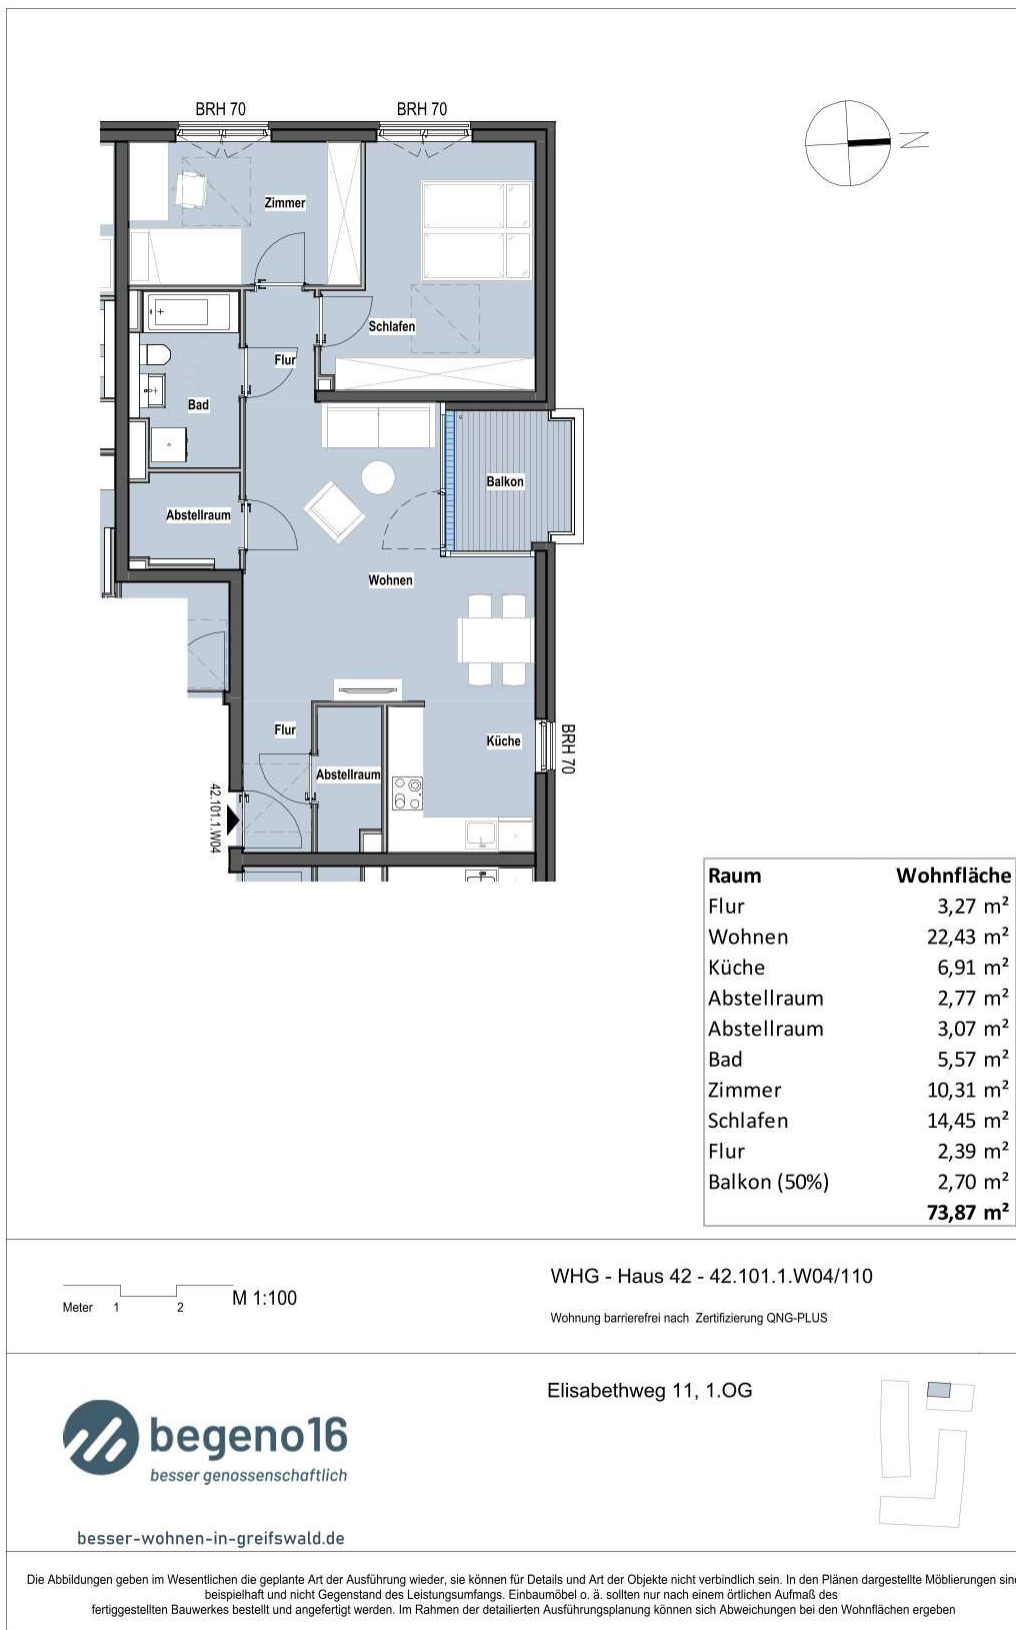 BRH 70 BRH 70
N
Zimmer
Schlafen
Flur
Bad
Balkon
Abstellraum
Wohnen
Flur
Küche
BRH 70
Abstellraum
42.101.1.W04
Raum Wohnfläche
Flur 3,27 m²
Wohnen 22,43 m²
Küche 6,91 m²
Abstellraum 2,77 m²
Abstellraum 3,07 m²
Bad 5,57 m²
Zimmer 10,31 m²
Schlafen 14,45 m²
Flur 2,39 m²
Balkon (50%) 2,70 m²
73,87 m²
WHG - Haus 42 - 42.101.1.W04/110
Meter 1 2 M 1:100
Wohnung barrierefrei nach Zertifizierung QNG-PLUS
Elisabethweg 11, 1.OG
begeno16
besser genossenschaftlich
besser-wohnen-in-greifswald.de
Die Abbildungen geben im Wesentlichen die geplante Art der Ausführung wieder, sie können für Details und Art der Objekte nicht verbindlich sein. In den Plänen dargestellte Möblierungen sind
beispielhaft und nicht Gegenstand des Leistungsumfangs. Einbaumöbel o. ä. sollten nur nach einem örtlichen Aufmaß des
fertiggestellten Bauwerkes bestellt und angefertigt werden. Im Rahmen der detailierten Ausführungsplanung können sich Abweichungen bei den Wohnflächen ergeben